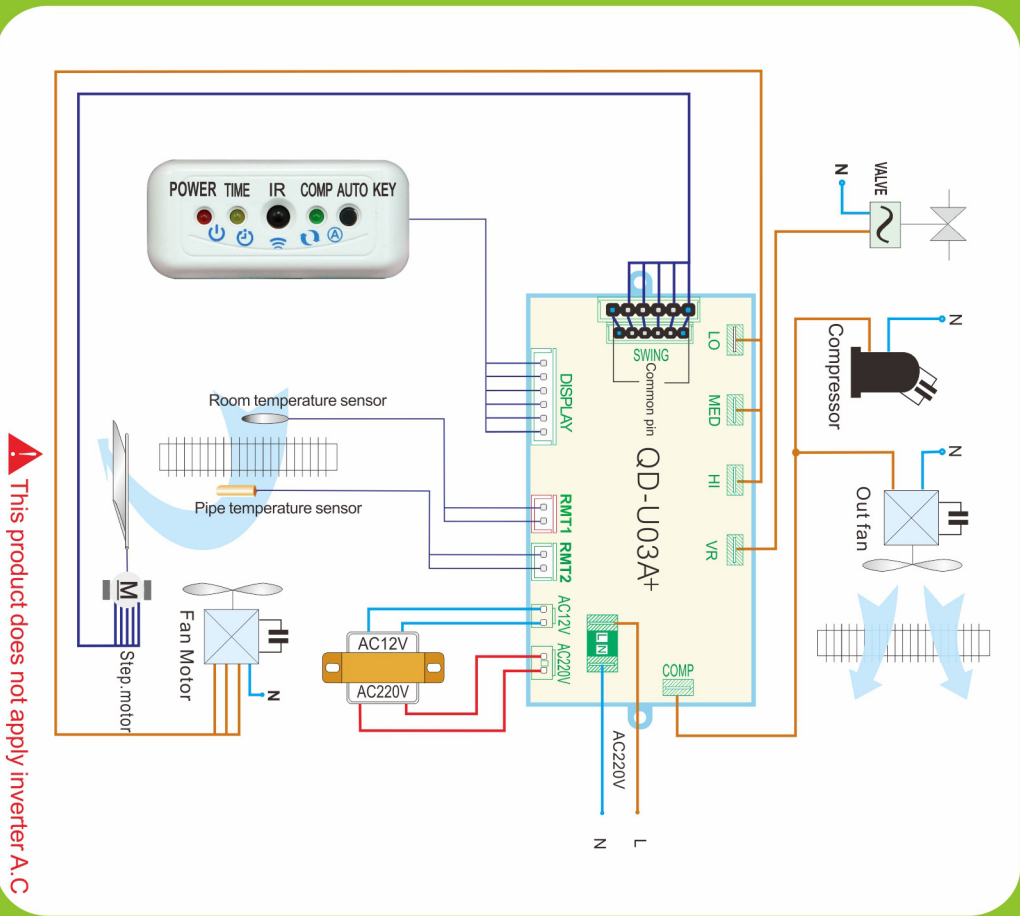 POWER TIME IR COMP AUTO KEY
A
N
VALVE
N
Compressor
N
Out fan
LO
MED
HI
VR
SWING
Common pin
QD-U03A+
DISPLAY
RMT1
RMT2
AC12V
AC220V
L N
COMP
Room temperature sensor
Pipe temperature sensor
M
Step.motor
Fan Motor
N
AC12V
AC220V
AC220V
N
L
! This product does not apply inverter A.C